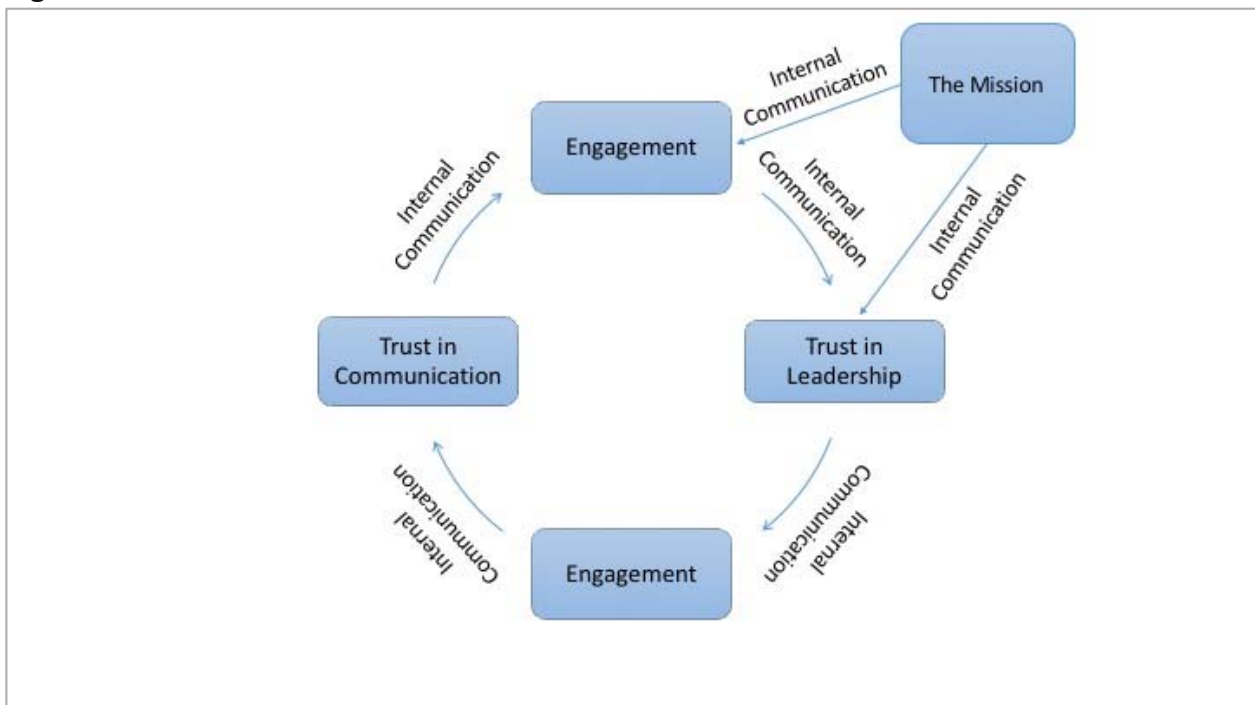 The Mission
Internal
Communication
Engagement
Internal
Communication
Internal
Communication
Internal
Communication
Trust in
Communication
Trust in
Leadership
Internal
Communication
Internal
Communication
Engagement